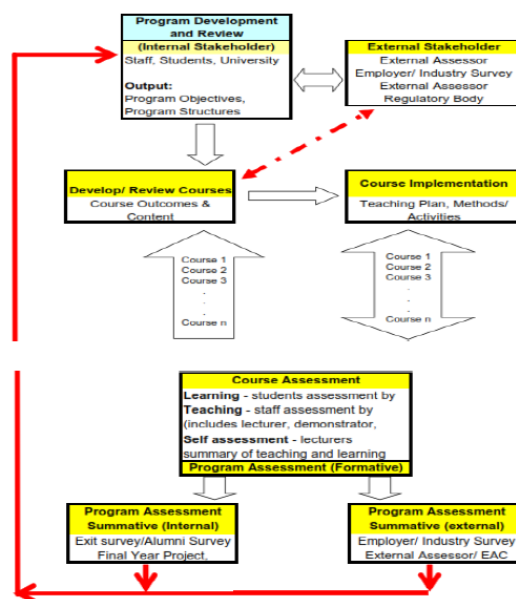 Program Development
and Review
(Internal Stakeholder)
Staff, Students, University
Output:
Program Objectives,
Program Structures
External Stakeholder
External Assessor
Employer/ Industry Survey
External Assessor
Regulatory Body
Develop/ Review Courses
Course Outcomes &
Content
Course Implementation
Teaching Plan, Methods/
Activities
Course 1
Course 2
Course 3
.
.
.
Course n
Course 1
Course 2
Course 3
.
.
.
Course n
Course Assessment
Learning - students assessment by
Teaching - staff assessment by
(includes lecturer, demonstrator,
Self assessment - lecturers
summary of teaching and learning
Program Assessment (Formative)
Program Assessment
Summative (Internal)
Exit survey/Alumni Survey
Final Year Project,
Program Assessment
Summative (external)
Employer/ Industry Survey
External Assessor/ EAC